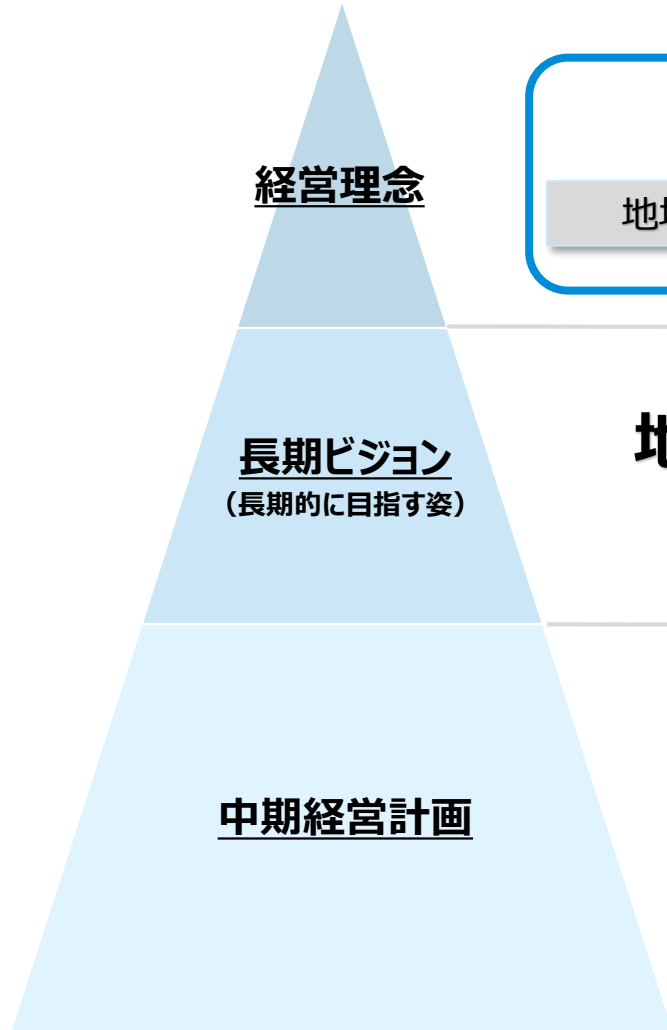 経営理念
地
長期ビジョン
(長期的に目指す姿)
地
中期経営計画